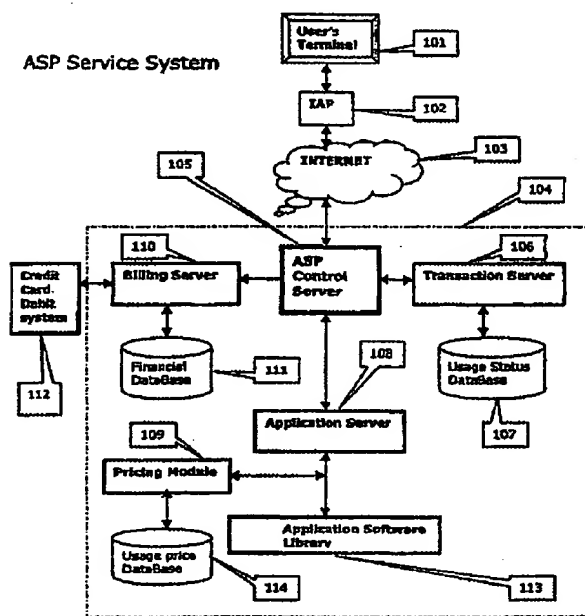 User's
Terminal
101
ASP Service System
IAP
102
INTERNET
103
105
104
110
106
Credit
Card.
Debit
system
Billing Server
ASP
Control
Server
Transaction Server
112
Financial
DataBase
111
108
Usage Status
DataBase
107
109
Application Server
Pricing Module
Application Software
Library
Usage price
DataBase
114
113